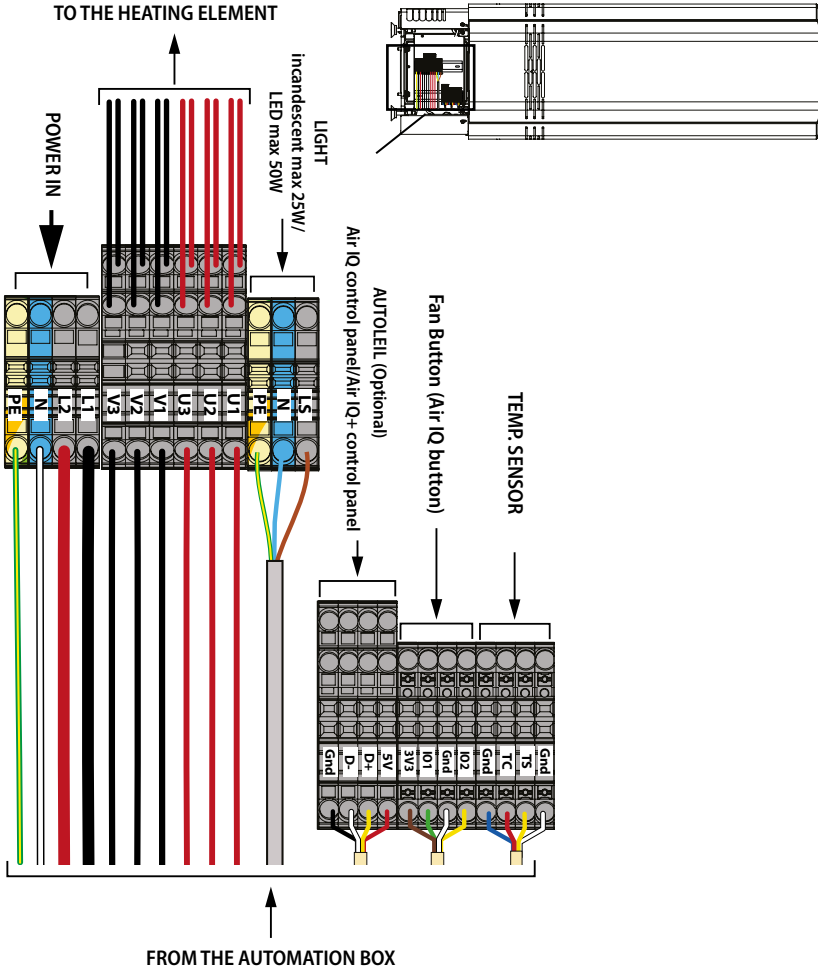 TO THE HEATING ELEMENT
POWER IN
LIGHT
incandescent max 25W/
LED max 50W
AUTOLEIL (Optional)
Air IQ control panel/Air IQ+ control panel
Fan Button (Air IQ button)
TEMP. SENSOR
PE N L2 L1 V3 V2 V1 U3 U2 U1 PE N LS
Gnd D- D+ 5V 3V3 IO1 Gnd IO2 Gnd TC TS Gnd
FROM THE AUTOMATION BOX